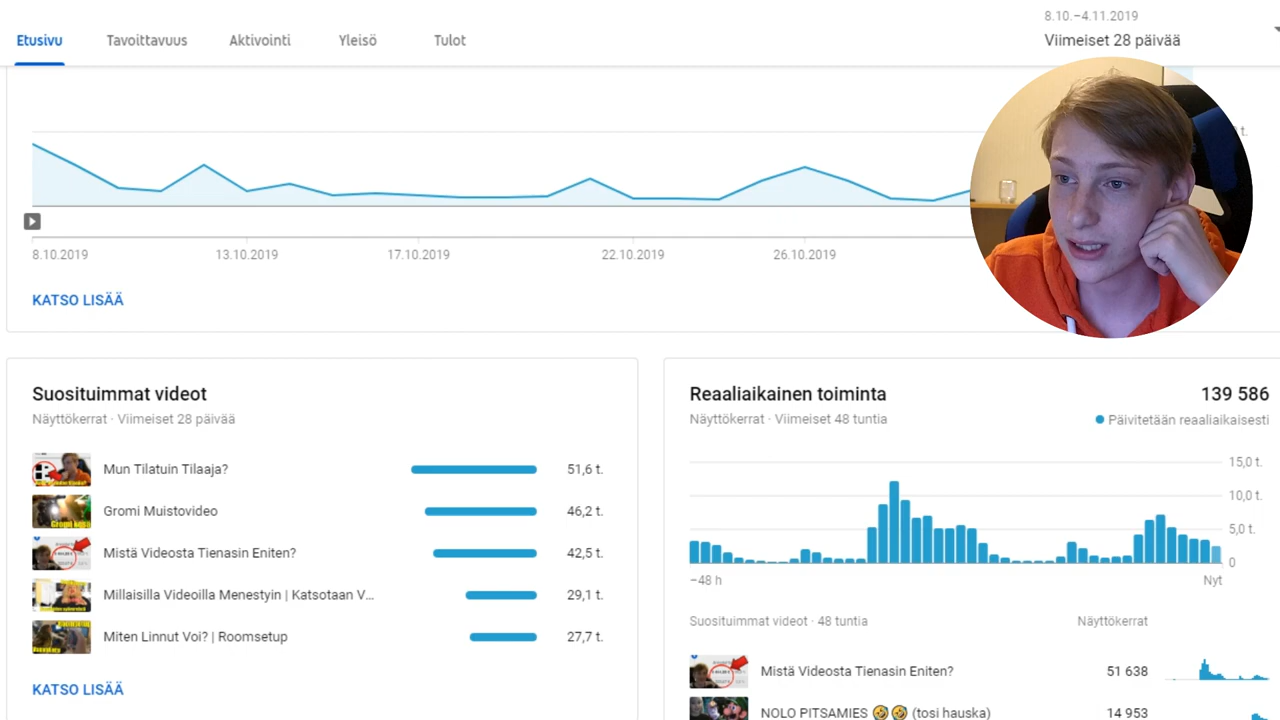 8.10.–4.11.2019
Etusivu Tavoittavuus Aktivointi Yleisö Tulot Viimeiset 28 päivää
t.
8.10.2019 13.10.2019 17.10.2019 22.10.2019 26.10.2019
KATSO LISÄÄ
Suosituimmat videot
Näyttökerrat · Viimeiset 28 päivää
Mun Tilatuin Tilaaja? 51,6 t.
Gromi Muistovideo 46,2 t.
Mistä Videosta Tienasin Eniten? 42,5 t.
Millaisilla Videoilla Menestyin | Katsotaan V... 29,1 t.
Miten Linnut Voi? | Roomsetup 27,7 t.
KATSO LISÄÄ
Reaaliaikainen toiminta 139 586
Näyttökerrat · Viimeiset 48 tuntia Päivitetään reaaliaikaisesti
15,0 t.
10,0 t.
5,0 t.
0
−48 h Nyt
Suosituimmat videot · 48 tuntia Näyttökerrat
Mistä Videosta Tienasin Eniten? 51 638
NOLO PITSAMIES 🤣🤣 (tosi hauska) 14 953